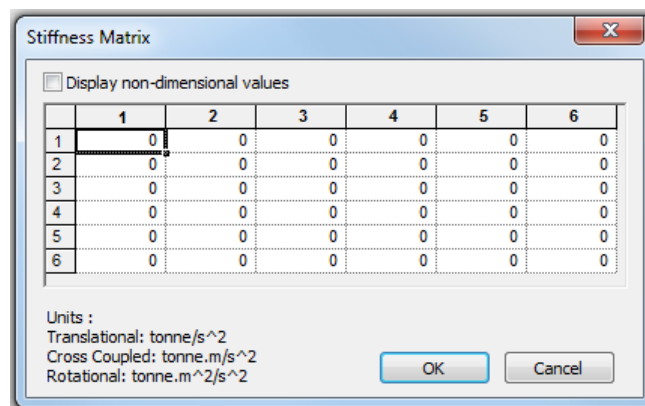 Stiffness Matrix
Display non-dimensional values
1 2 3 4 5 6
1 0 0 0 0 0 0
2 0 0 0 0 0 0
3 0 0 0 0 0 0
4 0 0 0 0 0 0
5 0 0 0 0 0 0
6 0 0 0 0 0 0
Units :
Translational: tonne/s^2
Cross Coupled: tonne.m/s^2
Rotational: tonne.m^2/s^2
OK Cancel